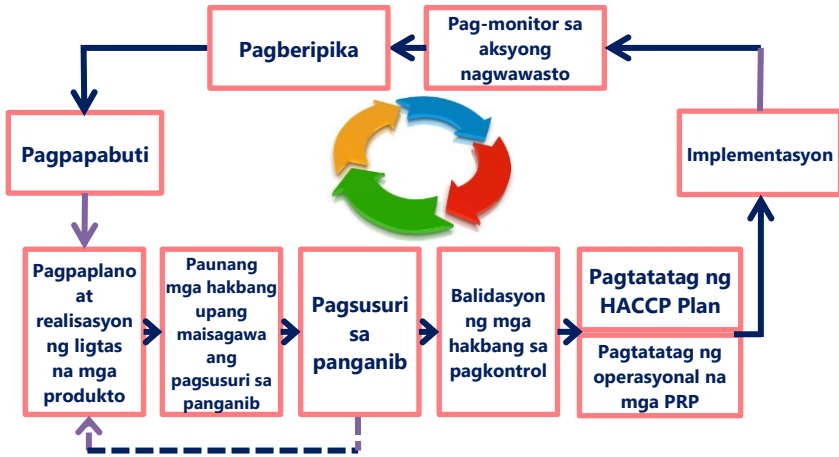 Pagberipika
Pag-monitor sa
aksyong
nagwawasto
Pagpapabuti
Implementasyon
Pagpaplano
at
realisasyon
ng ligtas
na mga
produkto
Paunang
mga hakbang
upang
maisagawa
ang
pagsusuri sa
panganib
Pagsusuri
sa
panganib
Balidasyon
ng mga
hakbang sa
pagkontrol
Pagtatatag ng
HACCP Plan
Pagtatatag ng
operasyonal na
mga PRP